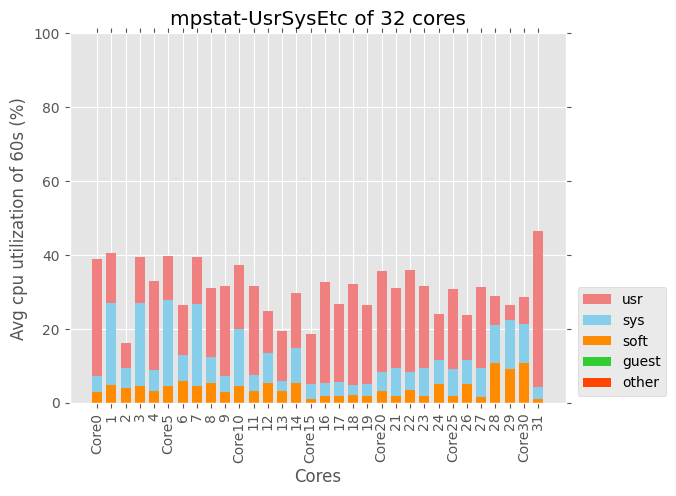 mpstat-UsrSysEtc of 32 cores
Avg cpu utilization of 60s (%)
100
80
60
40
20
0
Core0
1
2
3
4
Core5
6
7
8
9
Core10
11
12
13
14
Core15
16
17
18
19
Core20
21
22
23
24
Core25
26
27
28
29
Core30
31
Cores
usr
sys
soft
guest
other